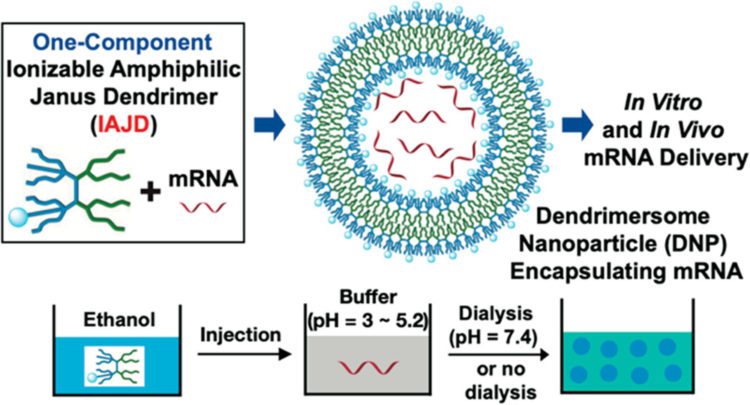 One-Component
Ionizable Amphiphilic
Janus Dendrimer
(IAJD)
+ mRNA
In Vitro
and In Vivo
mRNA Delivery
Dendrimersome
Nanoparticle (DNP)
Encapsulating mRNA
Ethanol
Injection
Buffer
(pH = 3 ~ 5.2)
Dialysis
(pH = 7.4)
or no
dialysis